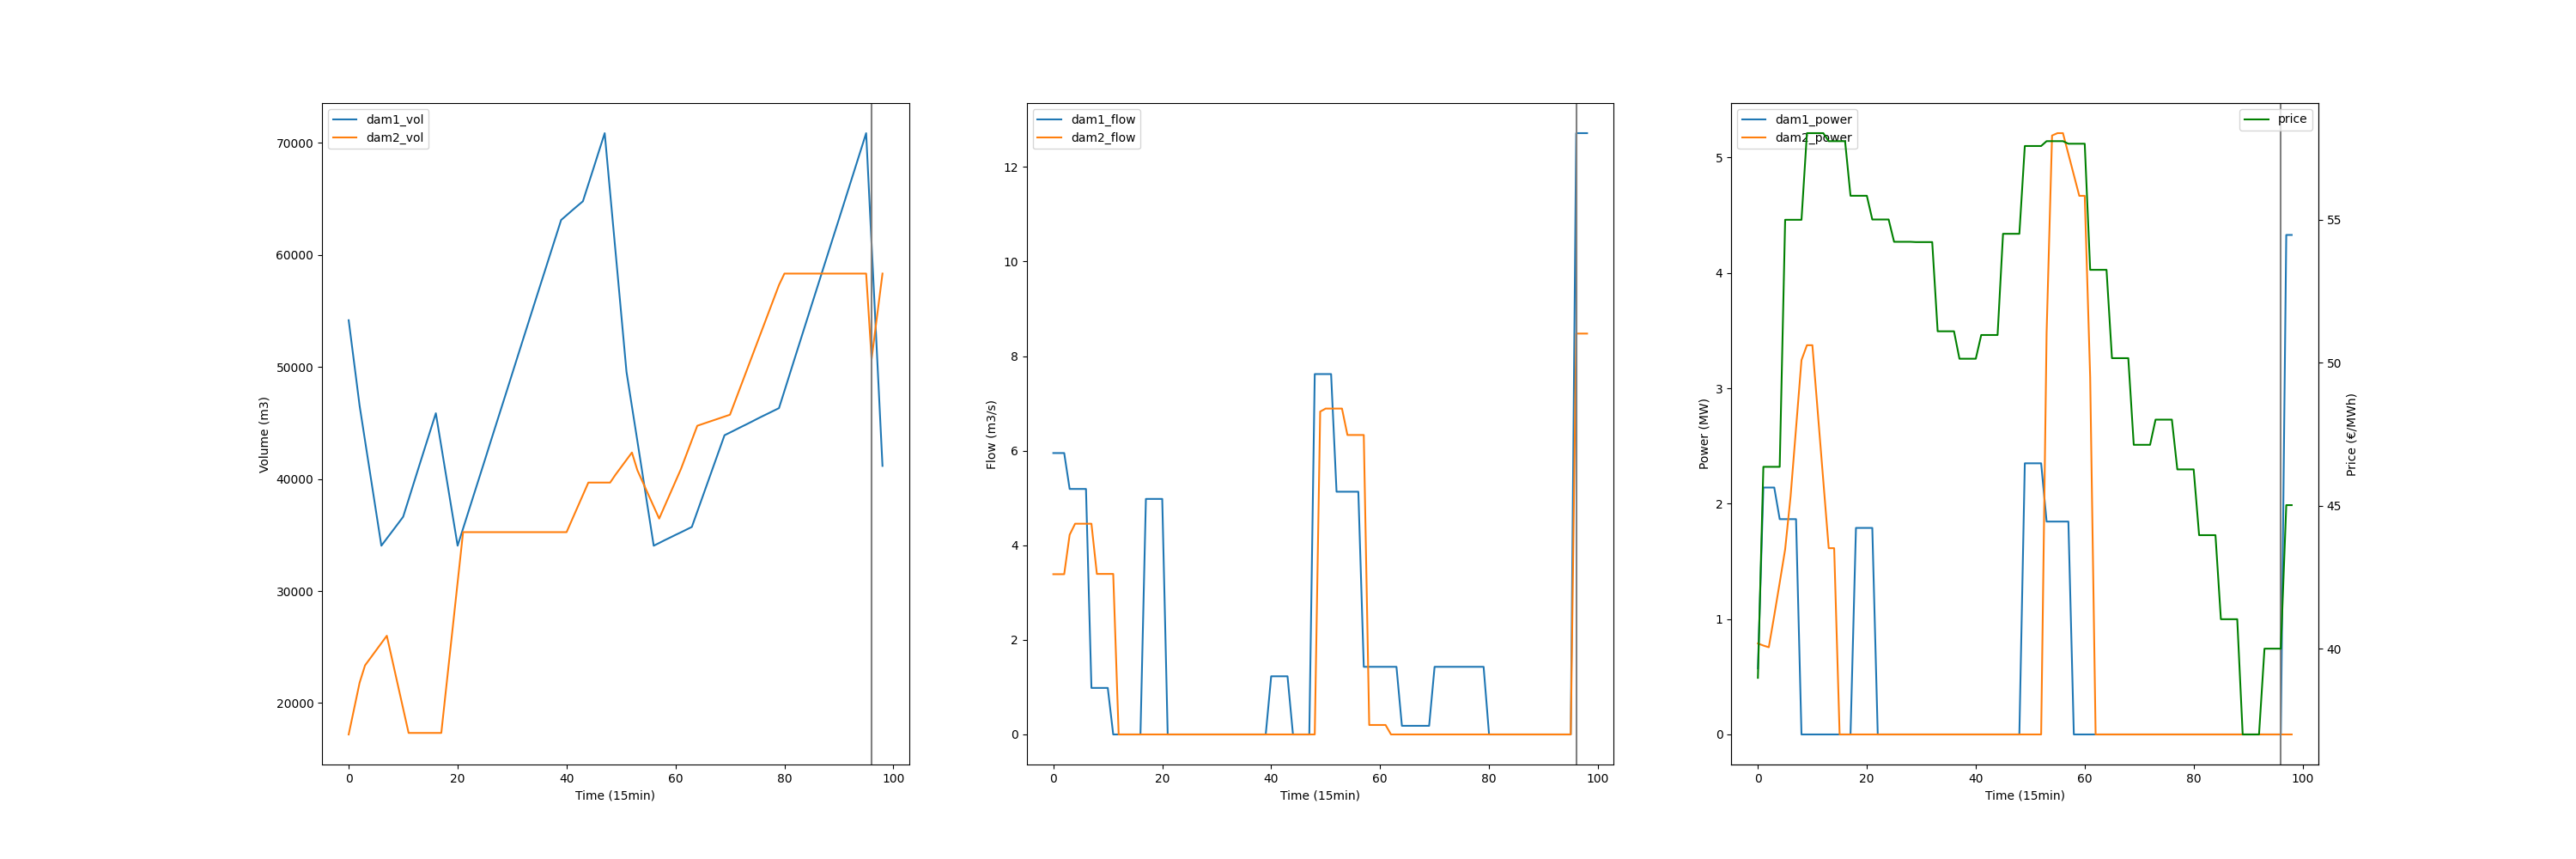 dam1_vol
dam2_vol
70000
60000
50000
40000
30000
20000
Volume (m3)
0 20 40 60 80 100
Time (15min)
dam1_flow
dam2_flow
12
10
8
6
4
2
0
Flow (m3/s)
0 20 40 60 80 100
Time (15min)
dam1_power
dam2_power
price
5
4
3
2
1
0
Power (MW)
55
50
45
40
Price (€/MWh)
0 20 40 60 80 100
Time (15min)